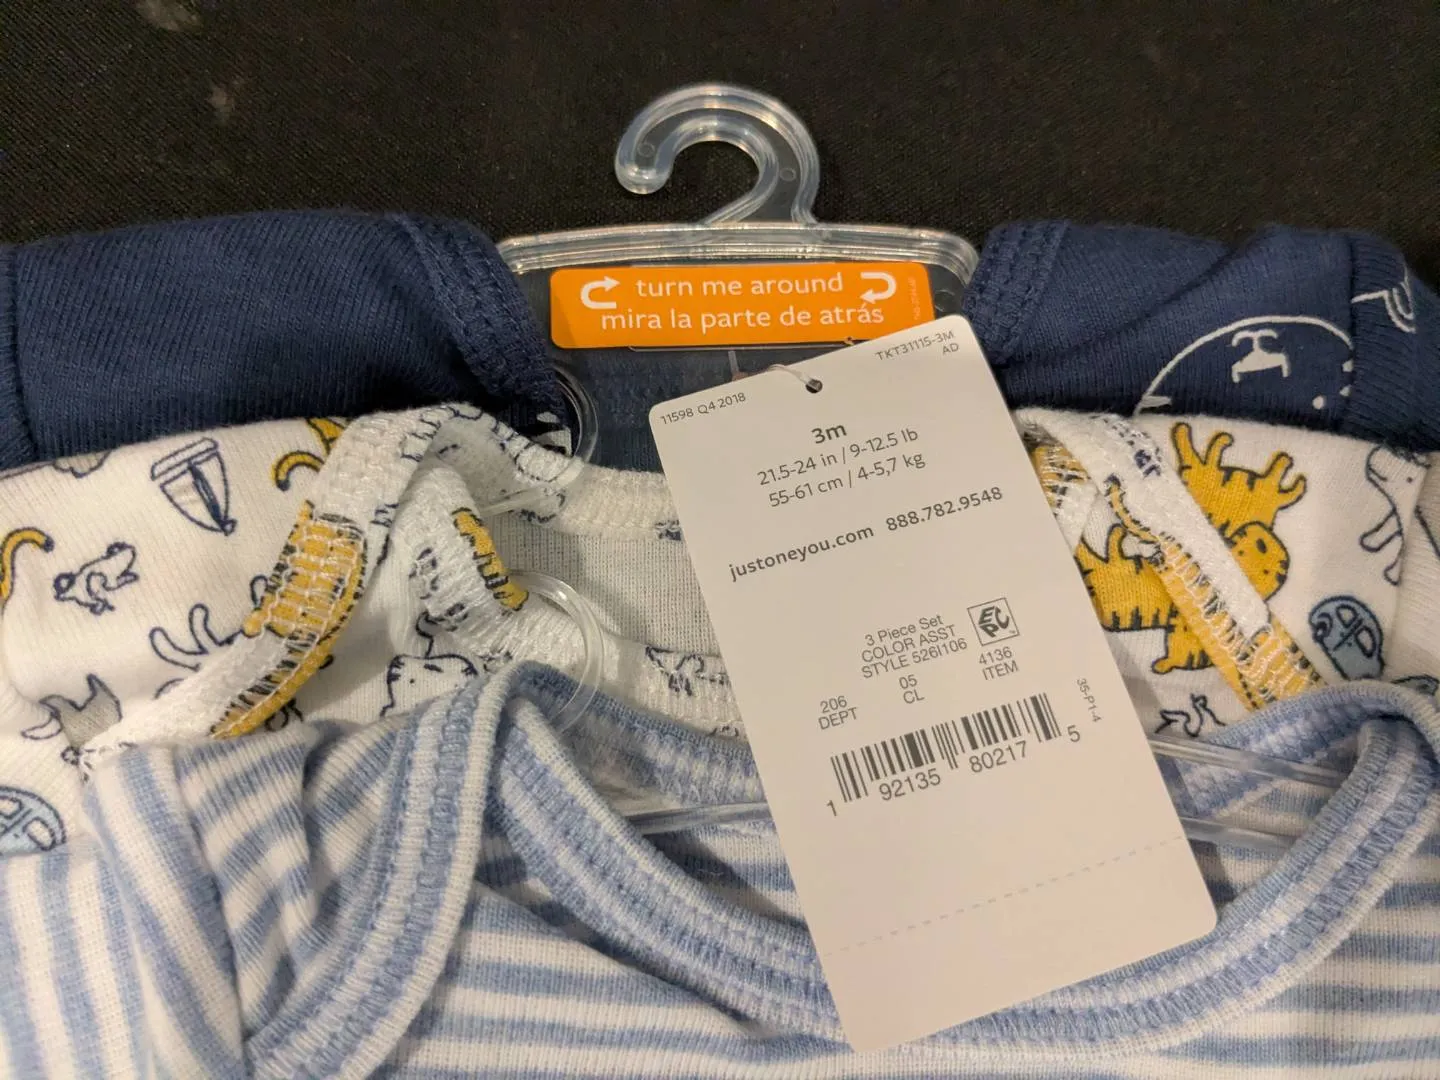 turn me around
mira la parte de atrás
TKT31115-3M
AD
11598 Q4 2018
3m
21.5-24 in / 9-12.5 lb
55-61 cm / 4-5,7 kg
justoneyou.com 888.782.9548
3 Piece Set
COLOR ASST
STYLE 526I106
EPC
206
DEPT
05
CL
4136
ITEM
35-P1-4
1 92135 80217 5